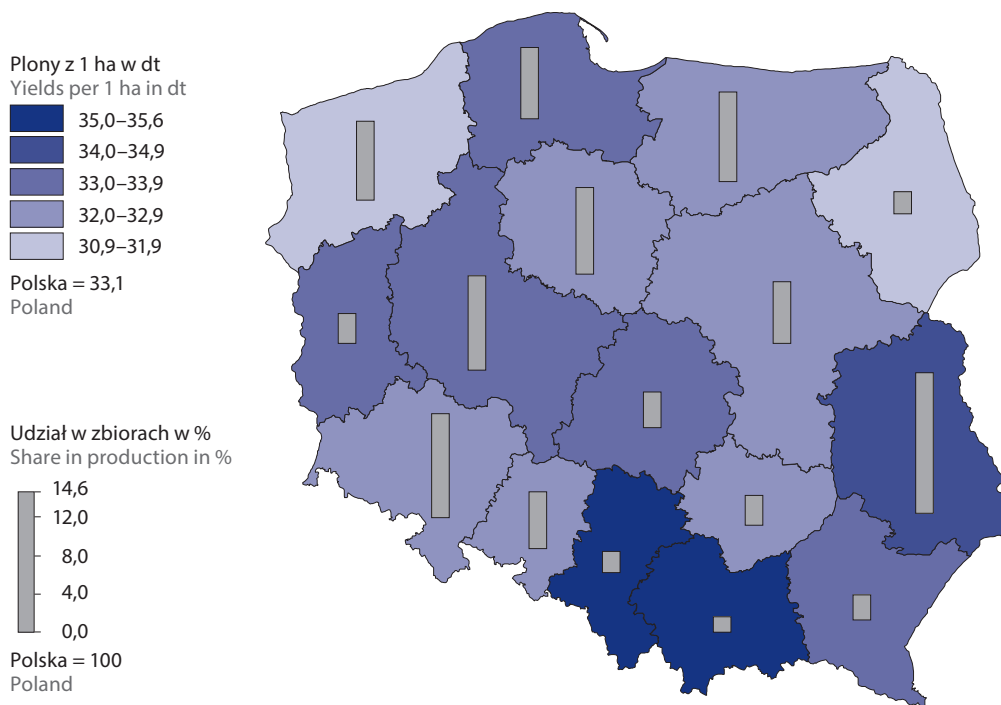 Plony z 1 ha w dt
Yields per 1 ha in dt
35,0–35,6
34,0–34,9
33,0–33,9
32,0–32,9
30,9–31,9
Polska = 33,1
Poland
Udział w zbiorach w %
Share in production in %
14,6
12,0
8,0
4,0
0,0
Polska = 100
Poland